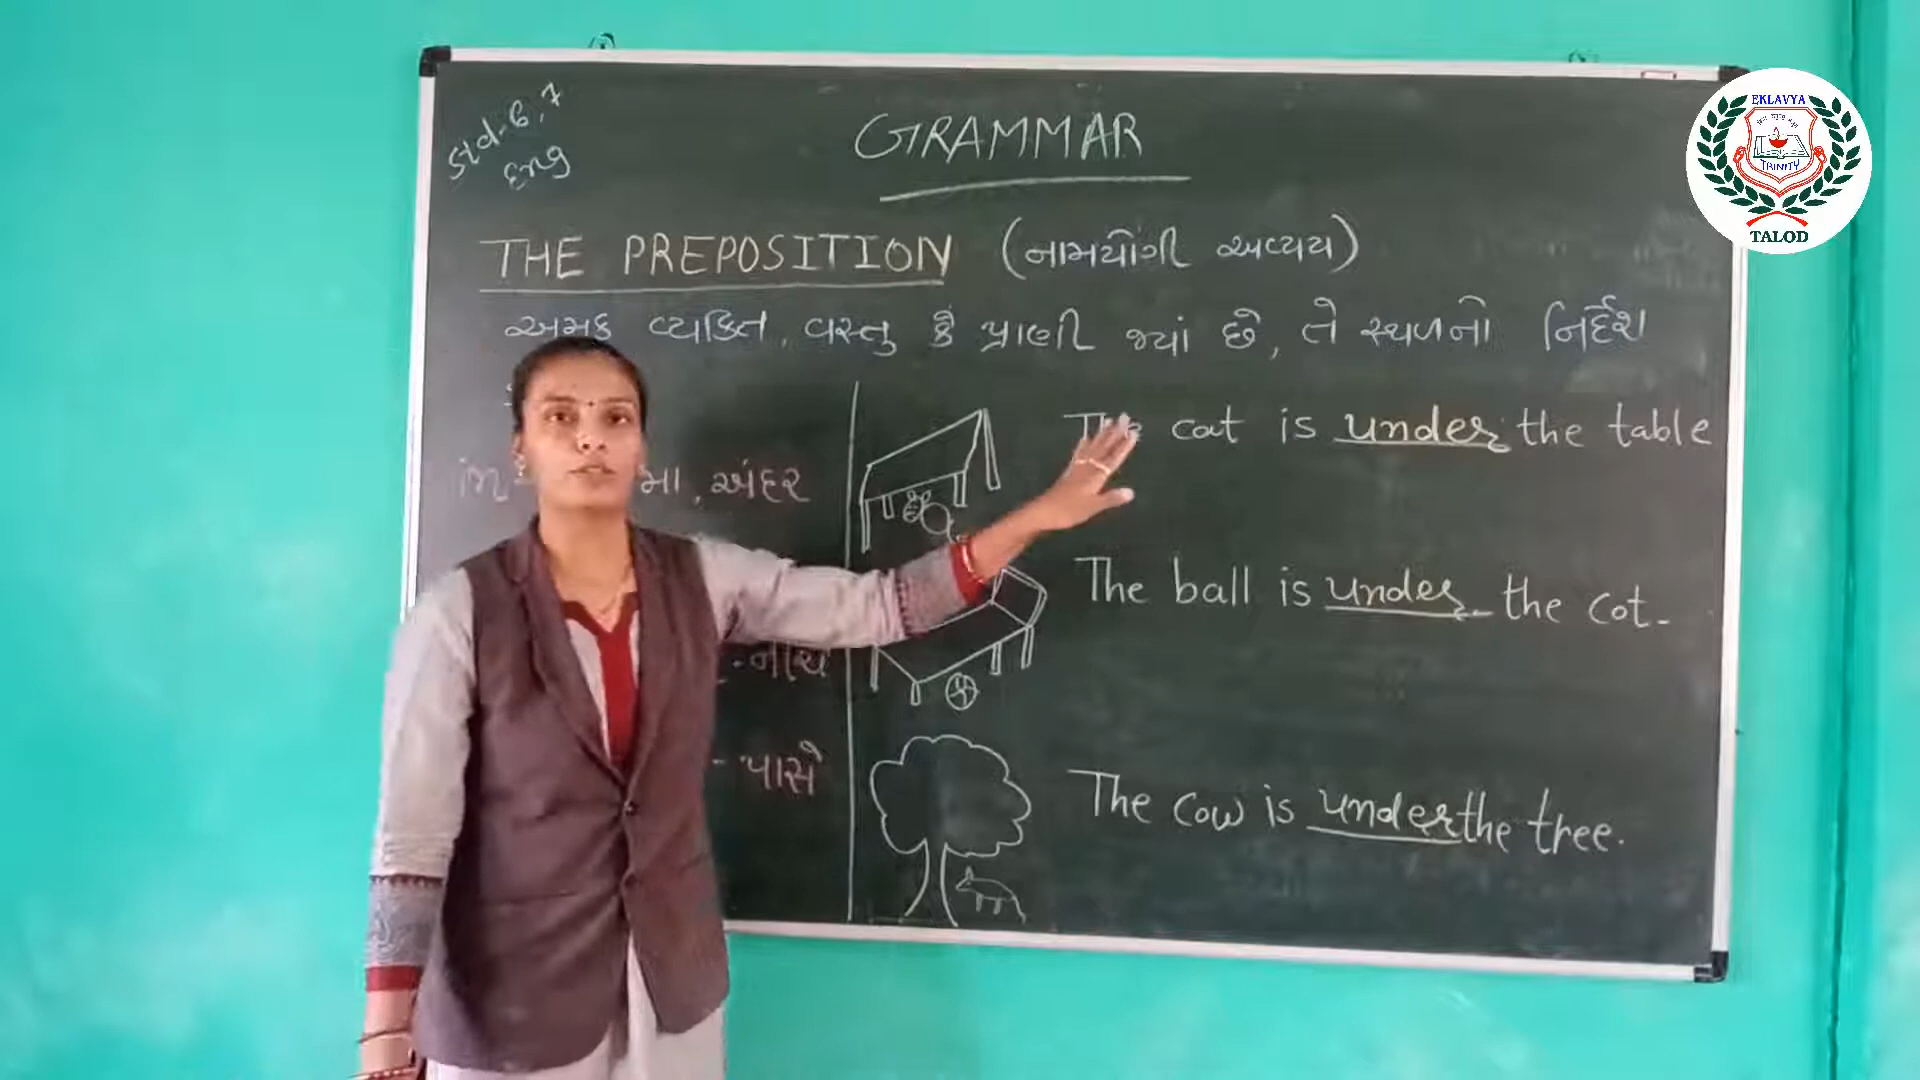 Std-6,7
Eng
GRAMMAR
THE PREPOSITION (નામયોગી અવ્યય)
અમુક વ્યકિત, વસ્તુ કે પ્રાણી જ્યાં છે, તે સ્થળનો નિર્દેશ
in - મા, અંદર
- નીચે
- પાસે
The cat is under the table
The ball is under the cot.
The cow is under the tree.
EKLAVYA
TRINITY
TALOD